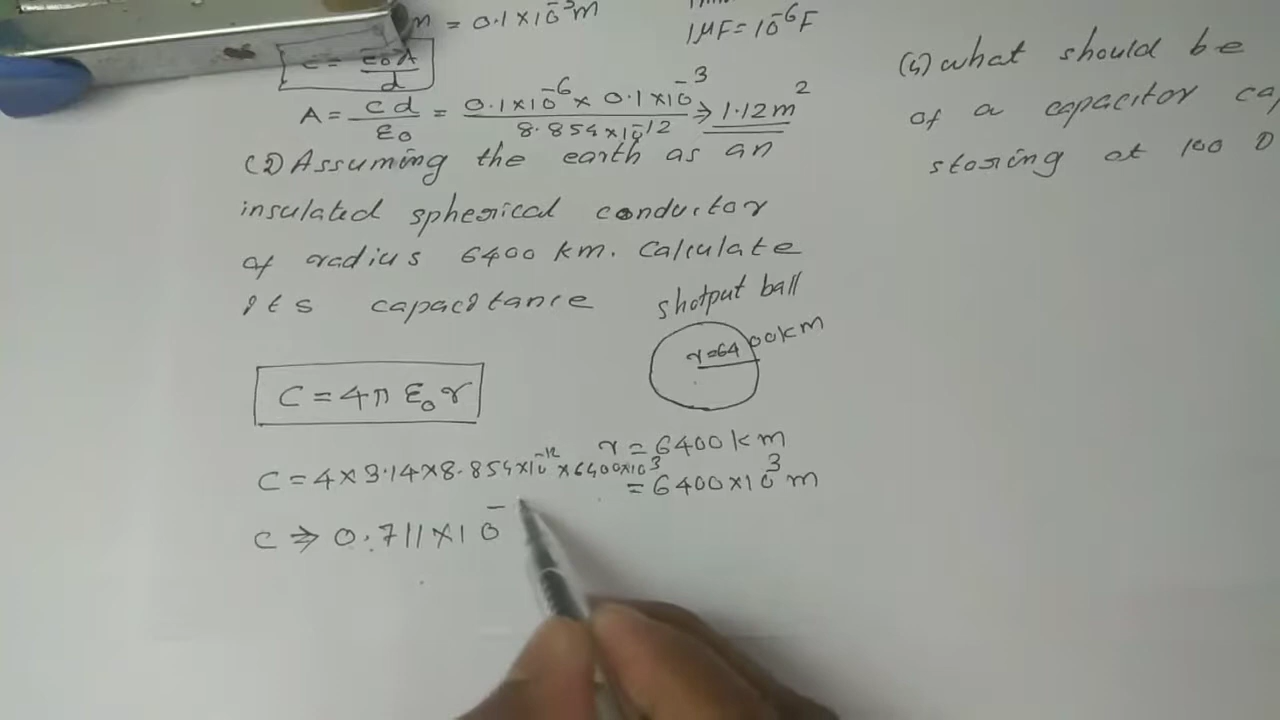 m = 0.1×10⁻³m
1μF=10⁻⁶F
C = ε₀A/d
A = Cd/ε₀ = 0.1×10⁻⁶ × 0.1×10⁻³ / 8.854×10⁻¹² ⇒ 1.12m²
(2) Assuming the earth as an
insulated spherical conductor
of radius 6400 km. Calculate
its capacitance
shotput ball
r=6400km
C = 4π ε₀ r
r = 6400 km
= 6400×10³ m
C = 4×3.14×8.854×10⁻¹²×6400×10³
C ⇒ 0.711×10⁻
(4) what should be
of a capacitor ca
storing at 100